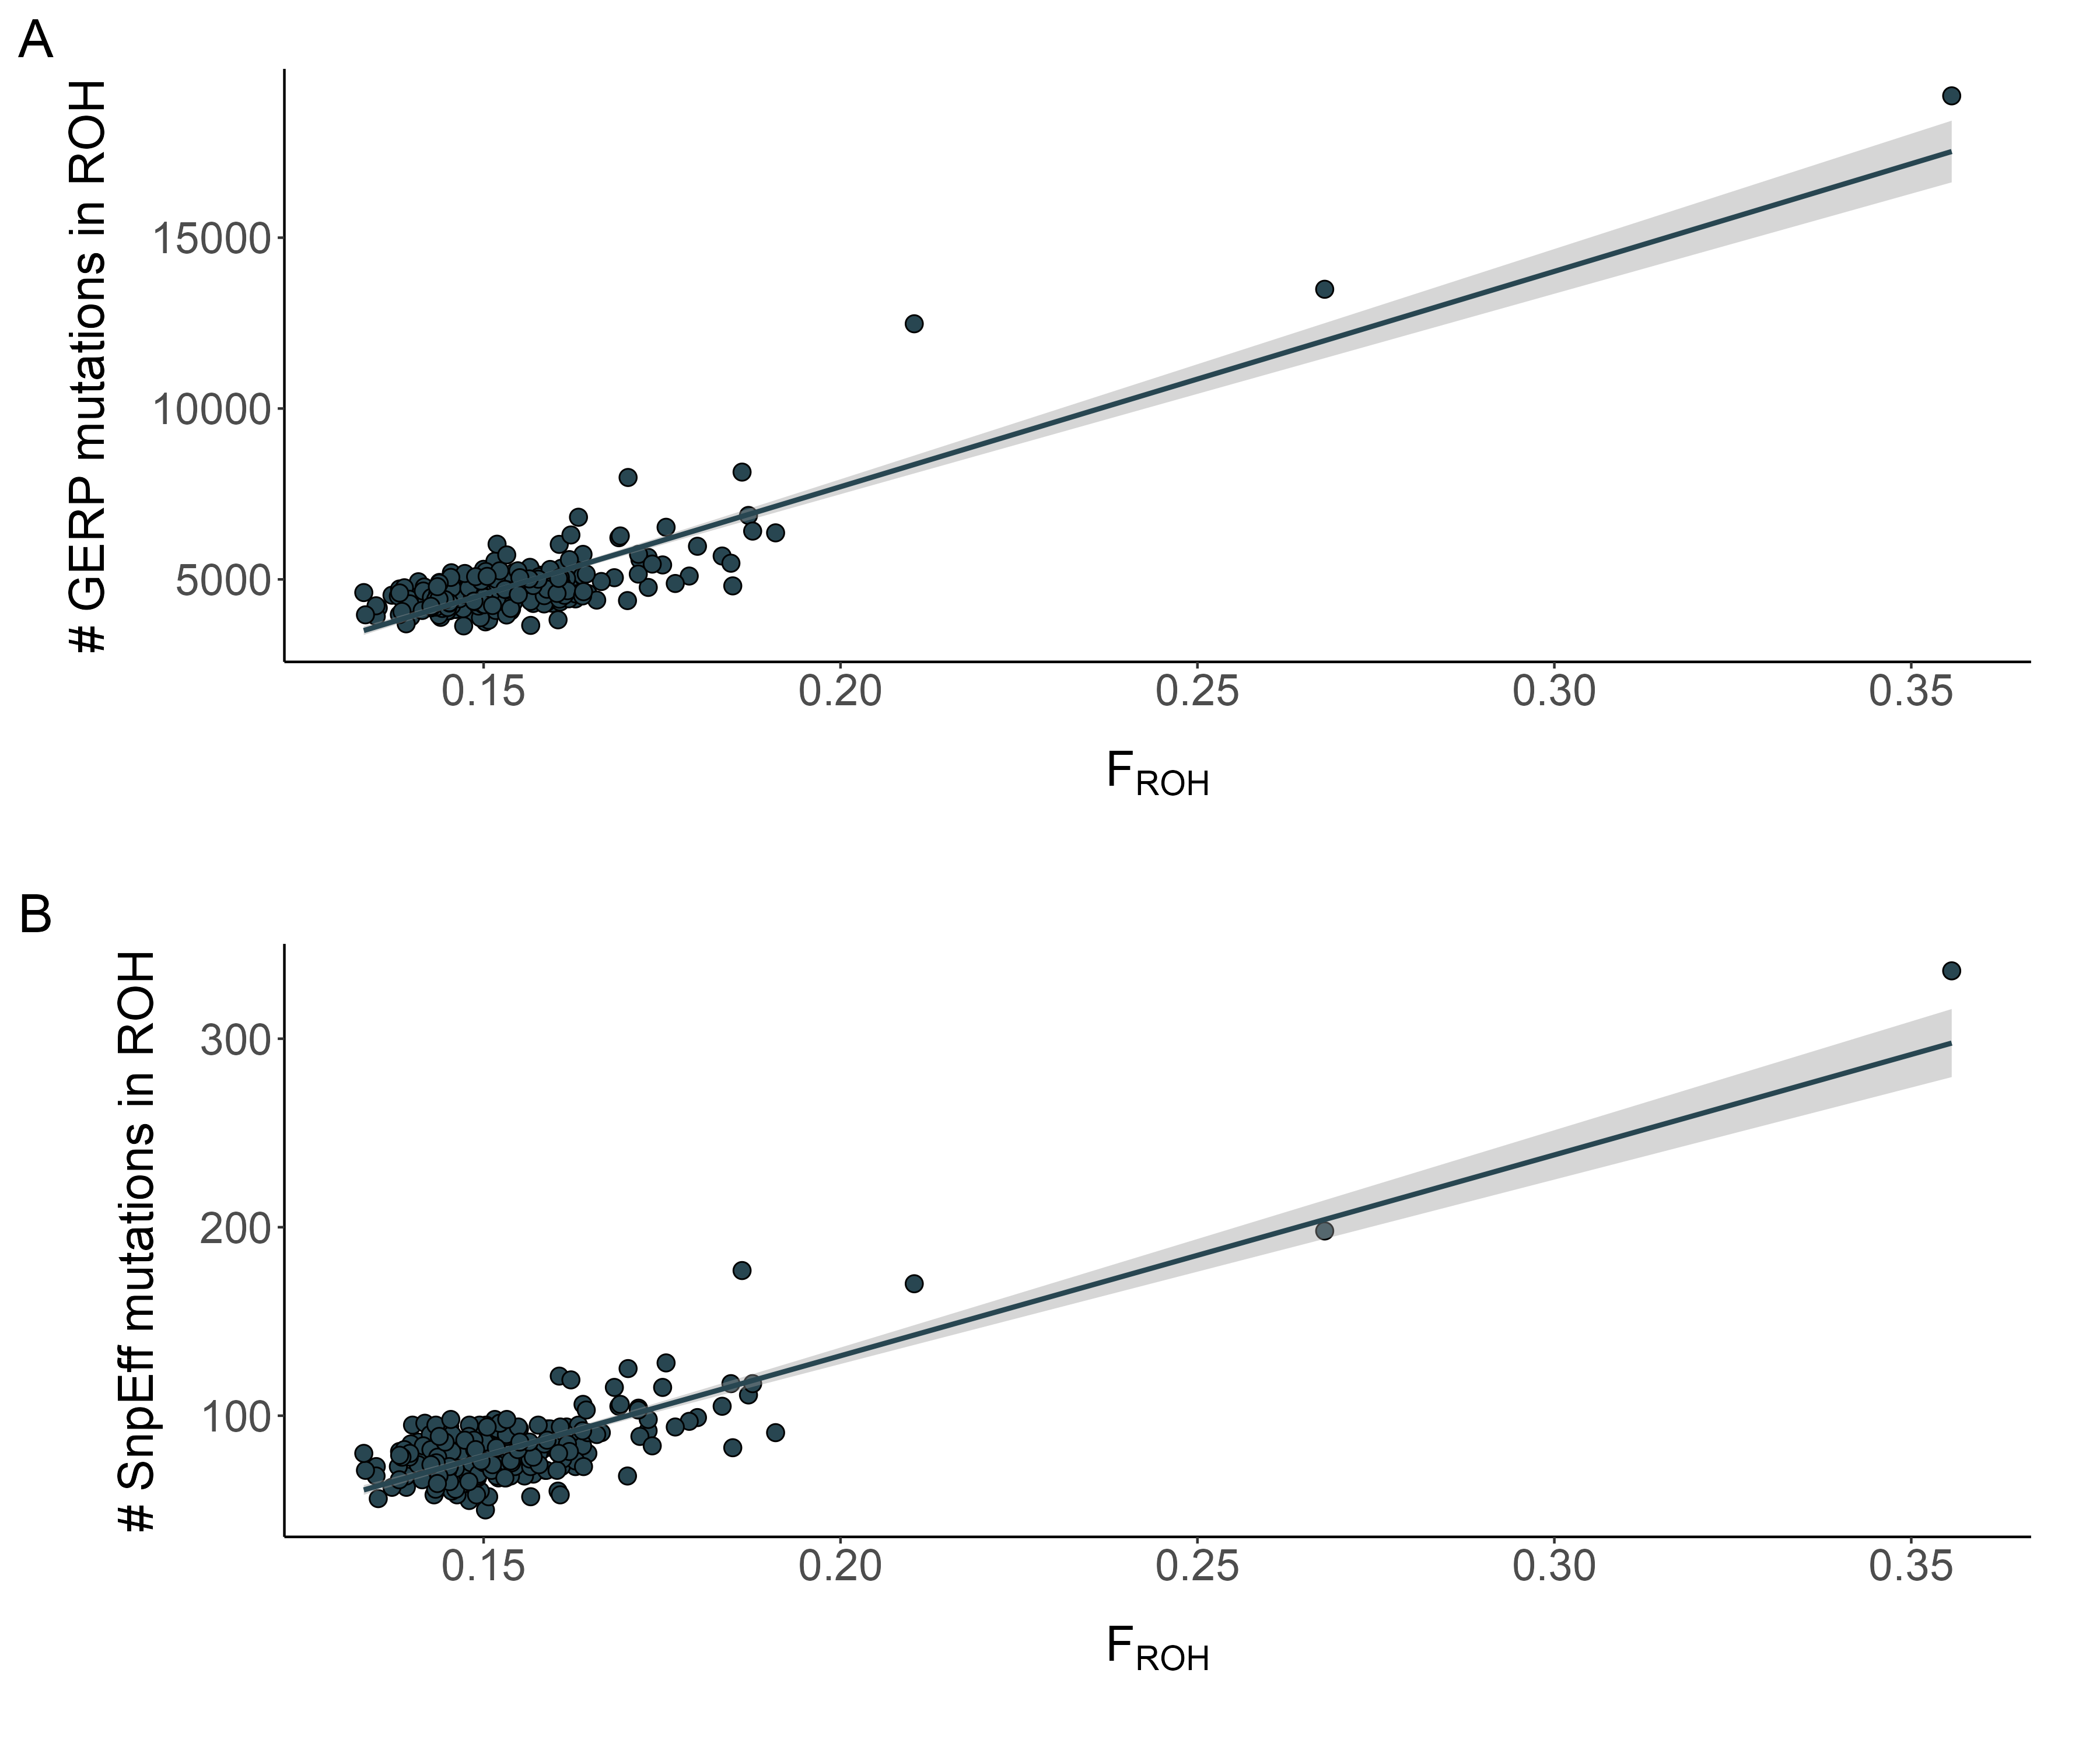 A
# GERP mutations in ROH
15000
10000
5000
0.15 0.20 0.25 0.30 0.35
FROH
B
# SnpEff mutations in ROH
300
200
100
0.15 0.20 0.25 0.30 0.35
FROH